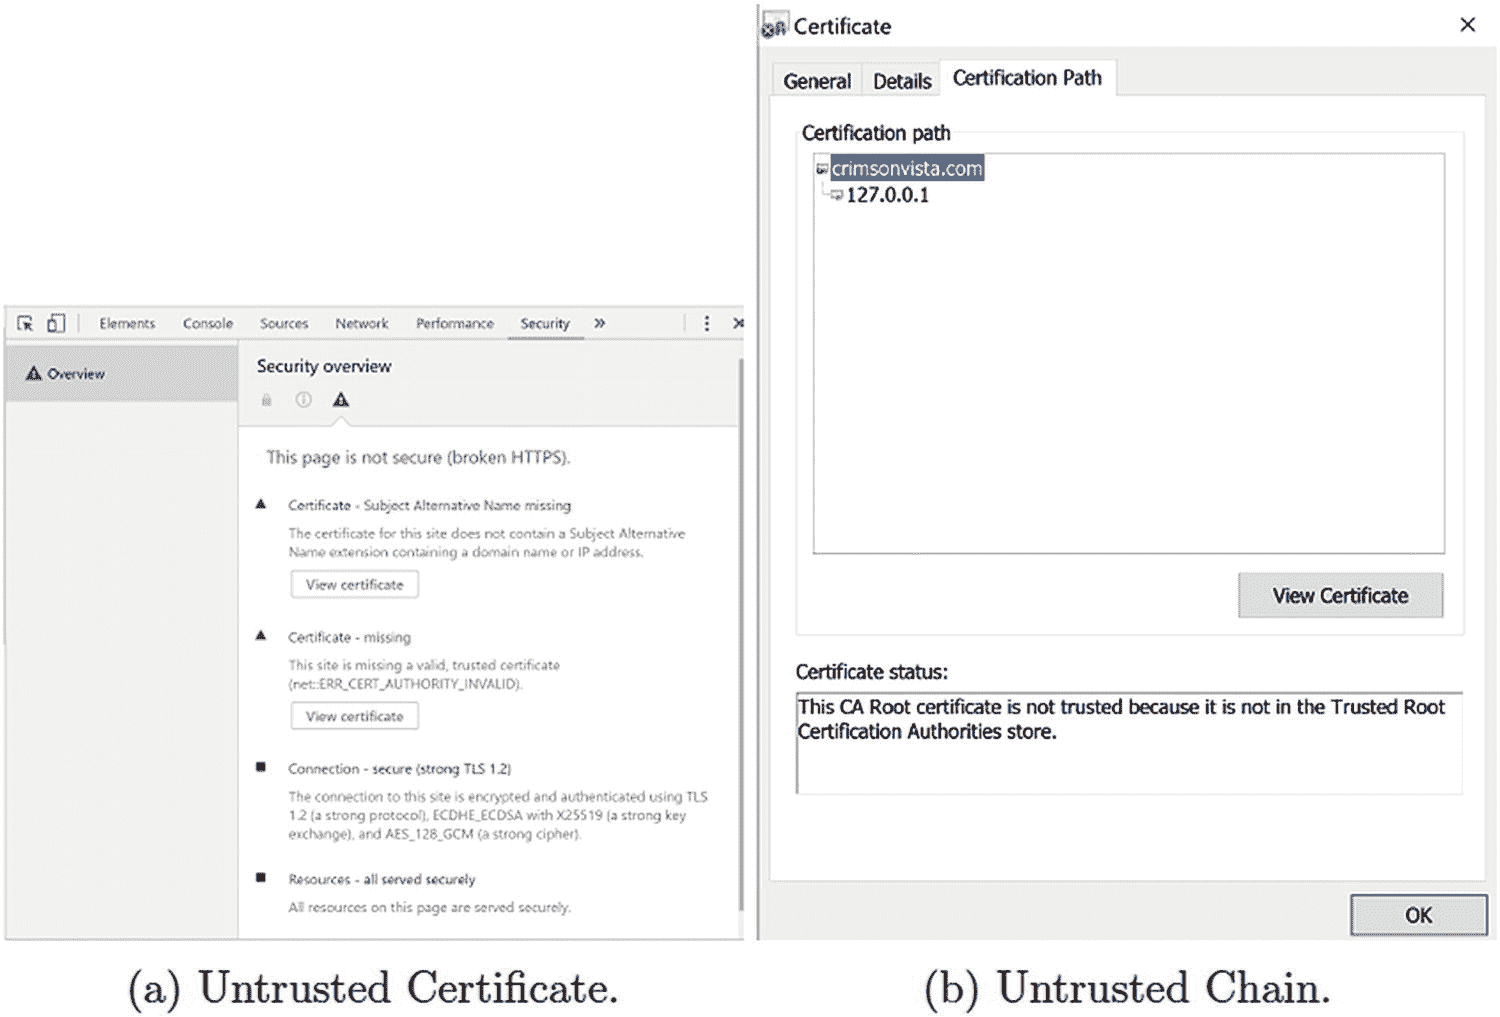 Elements Console Sources Network Performance Security »
Overview
Security overview
This page is not secure (broken HTTPS).
Certificate - Subject Alternative Name missing
The certificate for this site does not contain a Subject Alternative
Name extension containing a domain name or IP address.
View certificate
Certificate - missing
This site is missing a valid, trusted certificate
(net::ERR_CERT_AUTHORITY_INVALID).
View certificate
Connection - secure (strong TLS 1.2)
The connection to this site is encrypted and authenticated using TLS
1.2 (a strong protocol), ECDHE_ECDSA with X25519 (a strong key
exchange), and AES_128_GCM (a strong cipher).
Resources - all served securely
All resources on this page are served securely.
(a) Untrusted Certificate.
Certificate
General Details Certification Path
Certification path
crimsonvista.com
127.0.0.1
View Certificate
Certificate status:
This CA Root certificate is not trusted because it is not in the Trusted Root
Certification Authorities store.
OK
(b) Untrusted Chain.